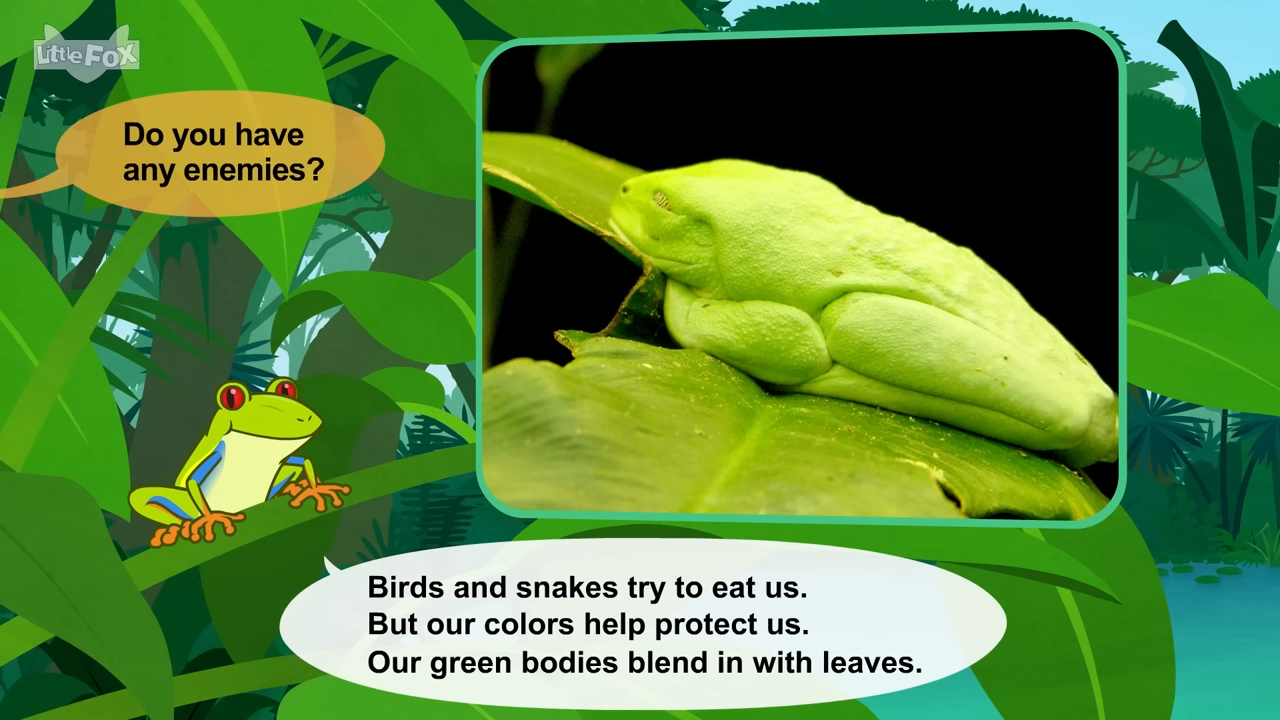 Little Fox
Do you have
any enemies?
Birds and snakes try to eat us.
But our colors help protect us.
Our green bodies blend in with leaves.